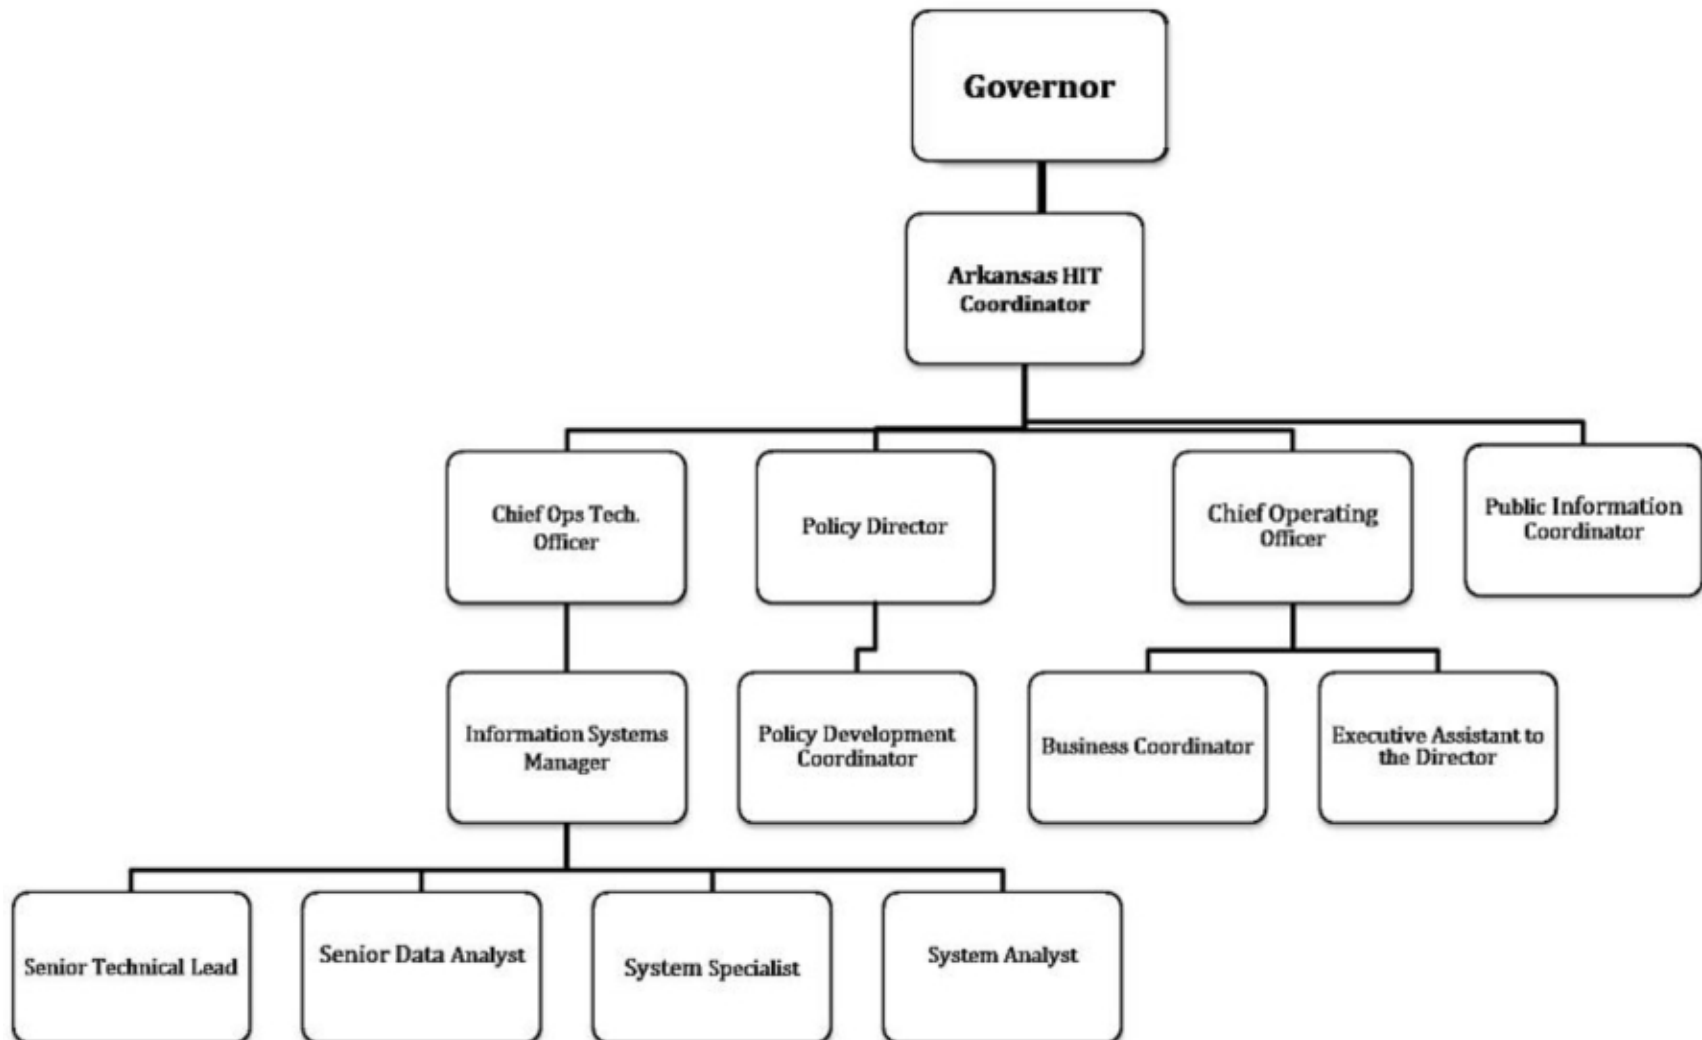 Governor
Arkansas HIT
Coordinator
Chief Ops Tech.
Officer
Policy Director
Chief Operating
Officer
Public Information
Coordinator
Information Systems
Manager
Policy Development
Coordinator
Business Coordinator
Executive Assistant to
the Director
Senior Technical Lead
Senior Data Analyst
System Specialist
System Analyst